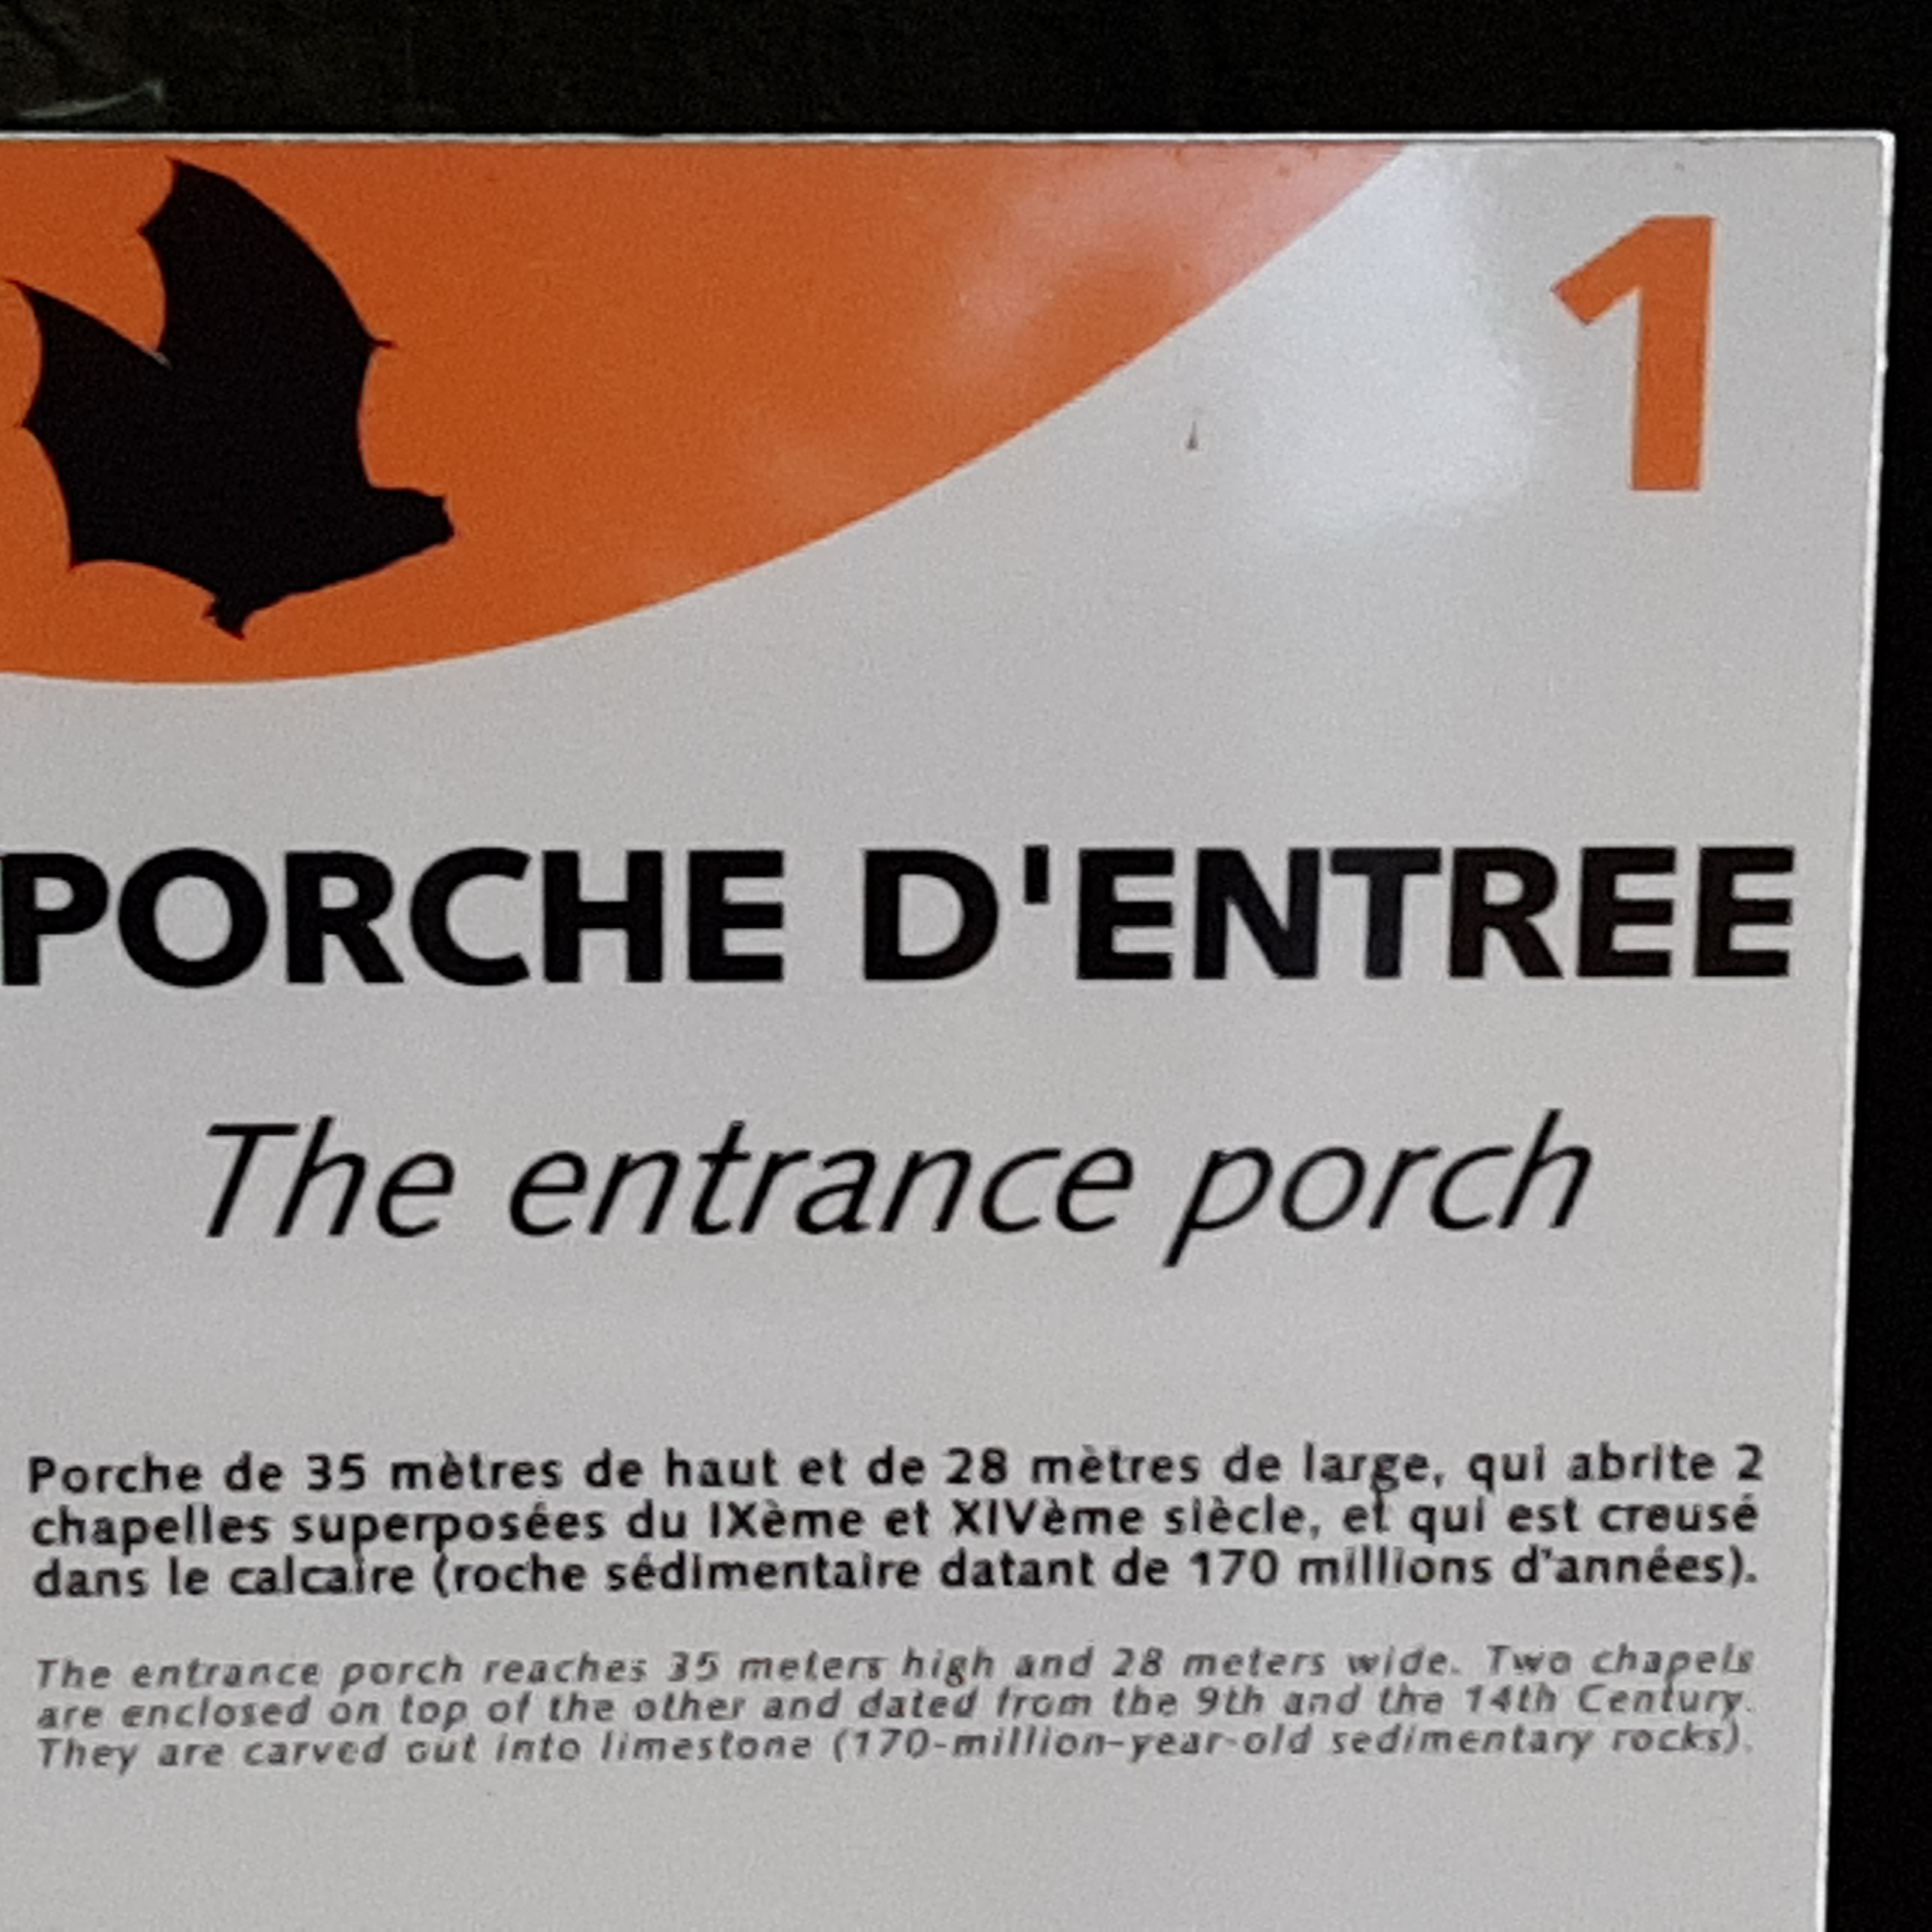 1
PORCHE D'ENTREE
The entrance porch
Porche de 35 mètres de haut et de 28 mètres de large, qui abrite 2
chapelles superposées du IXème et XIVème siècle, et qui est creusé
dans le calcaire (roche sédimentaire datant de 170 millions d'années).
The entrance porch reaches 35 meters high and 28 meters wide. Two chapels
are enclosed on top of the other and dated from the 9th and the 14th Century.
They are carved out into limestone (170-million-year-old sedimentary rocks).